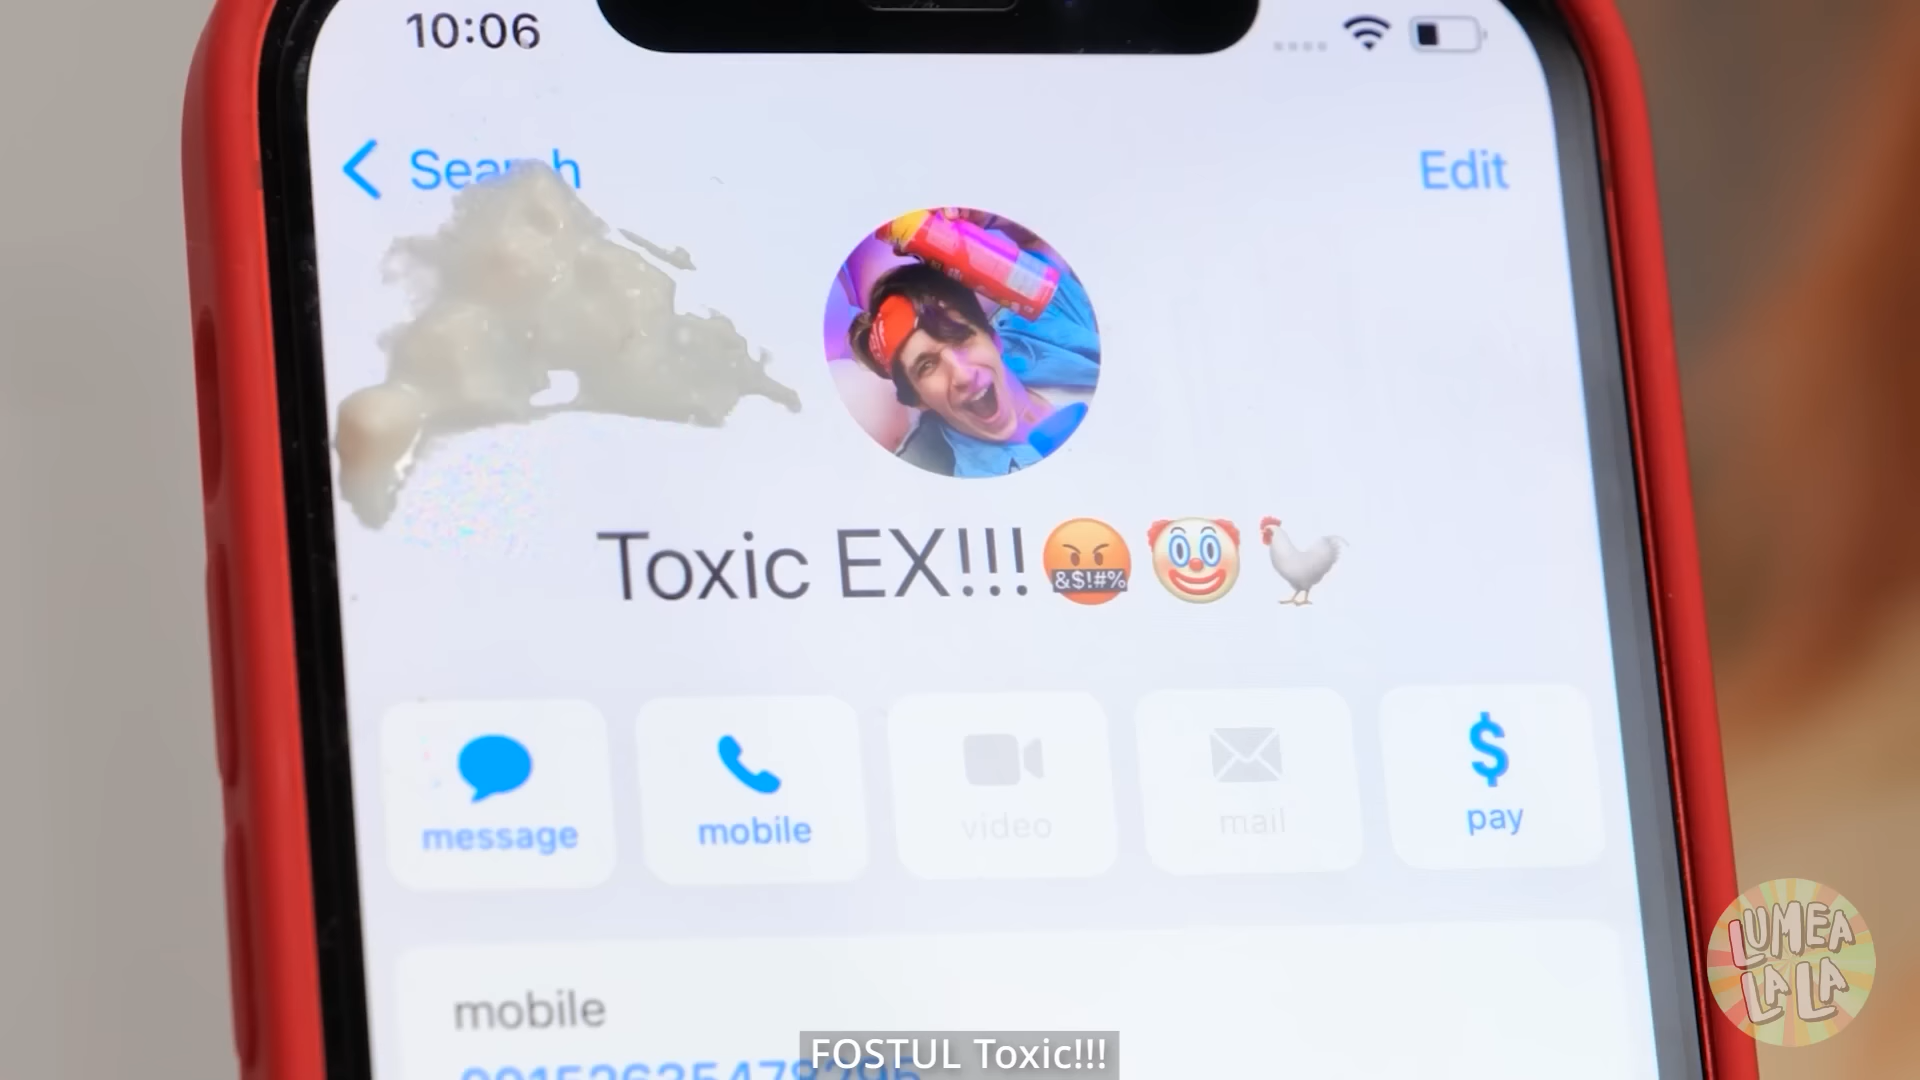 10:06
Search
Edit
Toxic EX!!!🤬🤡🐓
message
mobile
video
mail
$
pay
mobile
FOSTUL Toxic!!!
LUMEA
LA LA